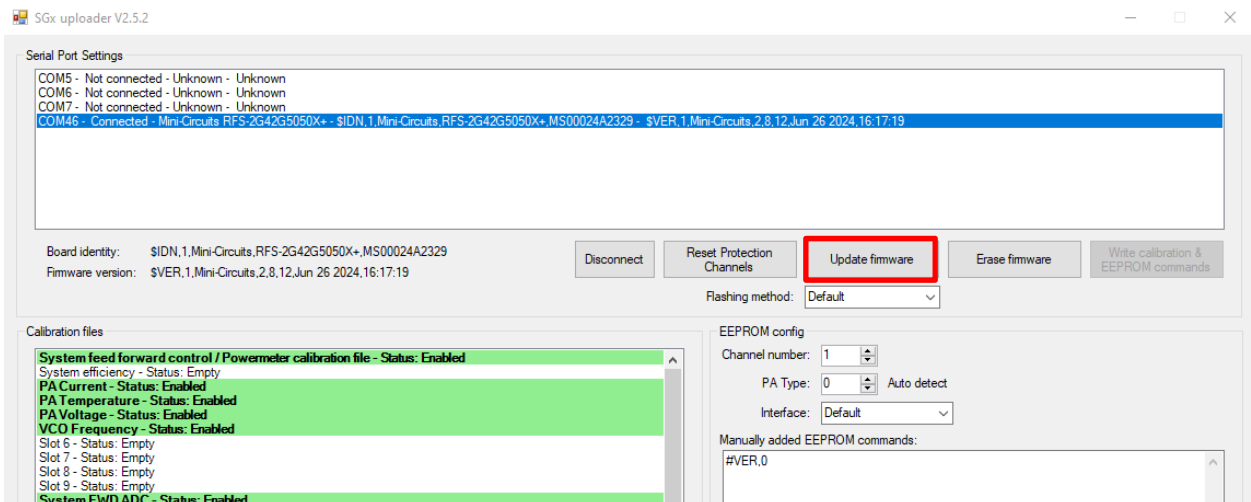 SGx uploader V2.5.2
Serial Port Settings
COM5 - Not connected - Unknown - Unknown
COM6 - Not connected - Unknown - Unknown
COM7 - Not connected - Unknown - Unknown
COM46 - Connected - Mini-Circuits RFS-2G42G5050X+ - $IDN,1,Mini-Circuits,RFS-2G42G5050X+,MS00024A2329 - $VER,1,Mini-Circuits,2,8,12,Jun 26 2024,16:17:19
Board identity: $IDN,1,Mini-Circuits,RFS-2G42G5050X+,MS00024A2329
Firmware version: $VER,1,Mini-Circuits,2,8,12,Jun 26 2024,16:17:19
Disconnect
Reset Protection
Channels
Update firmware
Erase firmware
Write calibration &
EEPROM commands
Flashing method: Default
Calibration files
System feed forward control / Powermeter calibration file - Status: Enabled
System efficiency - Status: Empty
PA Current - Status: Enabled
PA Temperature - Status: Enabled
PA Voltage - Status: Enabled
VCO Frequency - Status: Enabled
Slot 6 - Status: Empty
Slot 7 - Status: Empty
Slot 8 - Status: Empty
Slot 9 - Status: Empty
System FWD ADC - Status: Enabled
EEPROM config
Channel number: 1
PA Type: 0 Auto detect
Interface: Default
Manually added EEPROM commands:
#VER,0